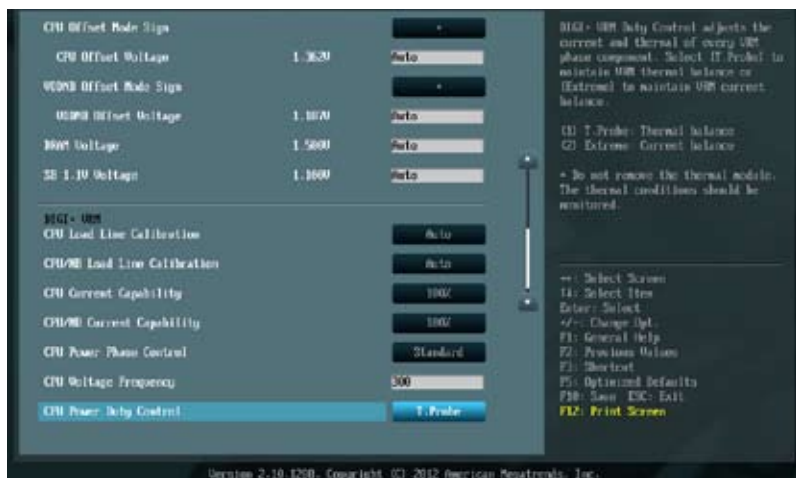 CPU Offset Mode Sign +
CPU Offset Voltage 1.362V Auto
VDDNB Offset Mode Sign +
VDDNB Offset Voltage 1.187V Auto
DRAM Voltage 1.500V Auto
SB 1.1V Voltage 1.100V Auto
DIGI+ VRM
CPU Load Line Calibration Auto
CPU/NB Load Line Calibration Auto
CPU Current Capability 100%
CPU/NB Current Capability 100%
CPU Power Phase Control Standard
CPU Voltage Frequency 300
CPU Power Duty Control T.Probe
DIGI+ VRM Duty Control adjusts the
current and thermal of every VRM
phase component. Select [T.Probe] to
maintain VRM thermal balance or
[Extreme] to maintain VRM current
balance.
(1) T.Probe: Thermal balance
(2) Extreme: Current balance
* Do not remove the thermal module.
The thermal conditions should be
monitored.
→←: Select Screen
↑↓: Select Item
Enter: Select
+/-: Change Opt.
F1: General Help
F2: Previous Values
F3: Shortcut
F5: Optimized Defaults
F10: Save ESC: Exit
F12: Print Screen
Version 2.10.1208. Copyright (C) 2012 American Megatrends, Inc.